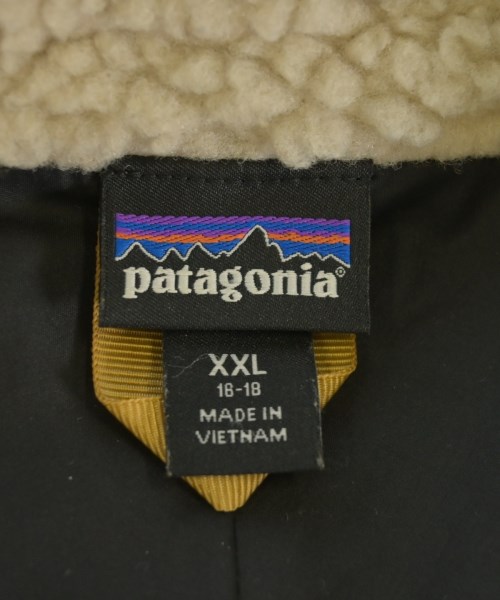 patagonia®
XXL
16-18
MADE IN
VIETNAM